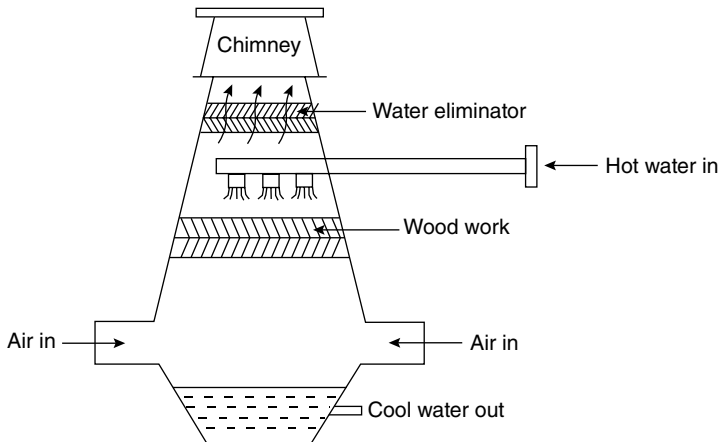 Chimney
Water eliminator
Hot water in
Wood work
Air in
Air in
Cool water out